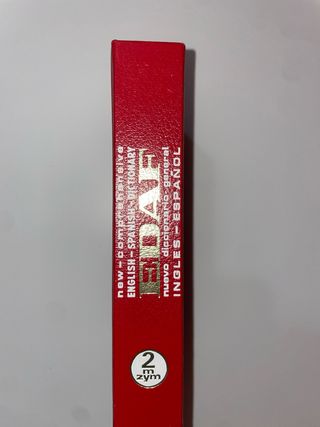 new-comprehensive
ENGLISH-SPANISH-DICTIONARY
EDAF
nuevo diccionario general
INGLES-ESPAÑOL
2
m
zym